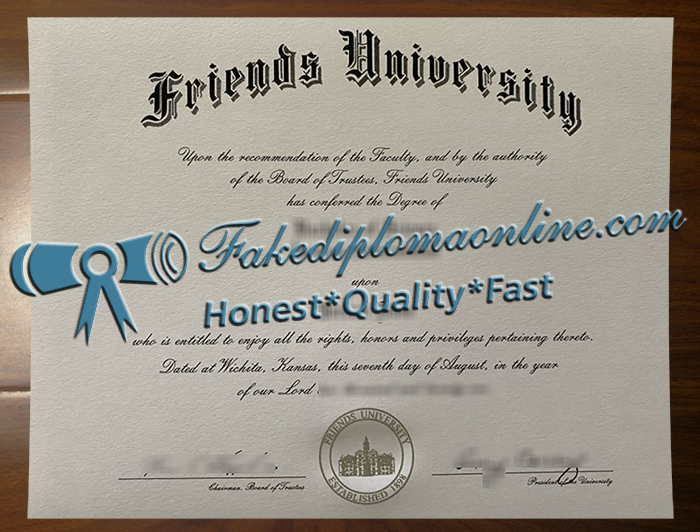 Friends University
Upon the recommendation of the Faculty, and by the authority
of the Board of Trustees, Friends University
has conferred the Degree of
Fakediplomaonline.com
upon
Honest*Quality*Fast
who is entitled to enjoy all the rights, honors and privileges pertaining thereto.
Dated at Wichita, Kansas, this seventh day of August, in the year
of our Lord
FRIENDS UNIVERSITY
ESTABLISHED 1898
Chairman, Board of Trustees
President of the University